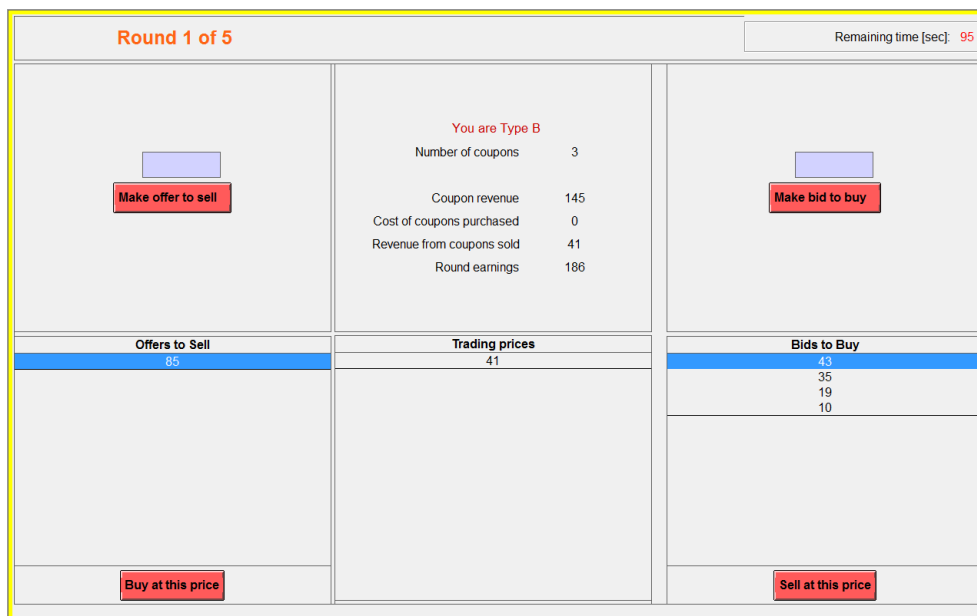 Round 1 of 5
Remaining time [sec]: 95
You are Type B
Number of coupons 3
Coupon revenue 145
Cost of coupons purchased 0
Revenue from coupons sold 41
Round earnings 186
Make offer to sell
Make bid to buy
Offers to Sell
85
Buy at this price
Trading prices
41
Bids to Buy
43
35
19
10
Sell at this price